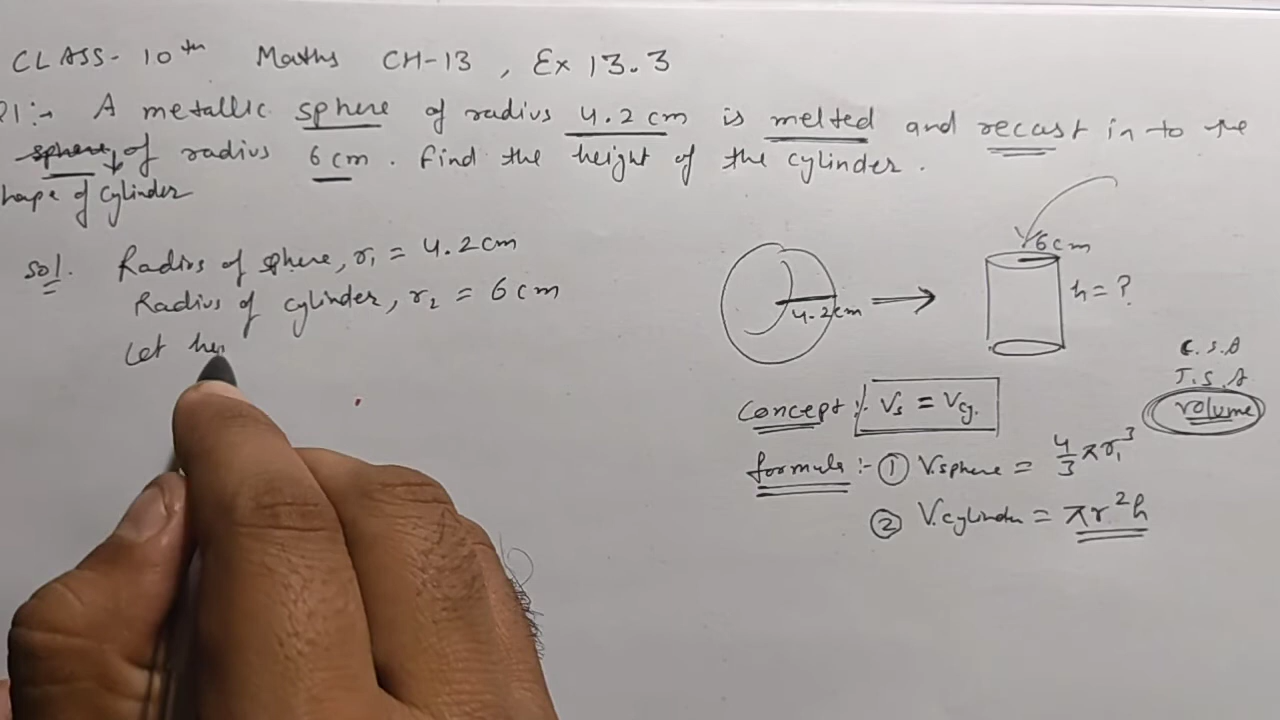 CLASS- 10th Maths CH-13, Ex 13.3
Q1:→ A metallic sphere of radius 4.2 cm is melted and recast in to the
sphere of radius 6 cm. Find the height of the cylinder.
shape of cylinder
Sol. Radius of sphere, r₁ = 4.2 cm
Radius of cylinder, r₂ = 6 cm
Let hei
4.2cm
6cm
h = ?
C.S.A
T.S.A
volume
Concept :- Vs = Vcy.
formula :- ① V.sphere = 4/3 πr₁³
② V.cylinder = πr²h